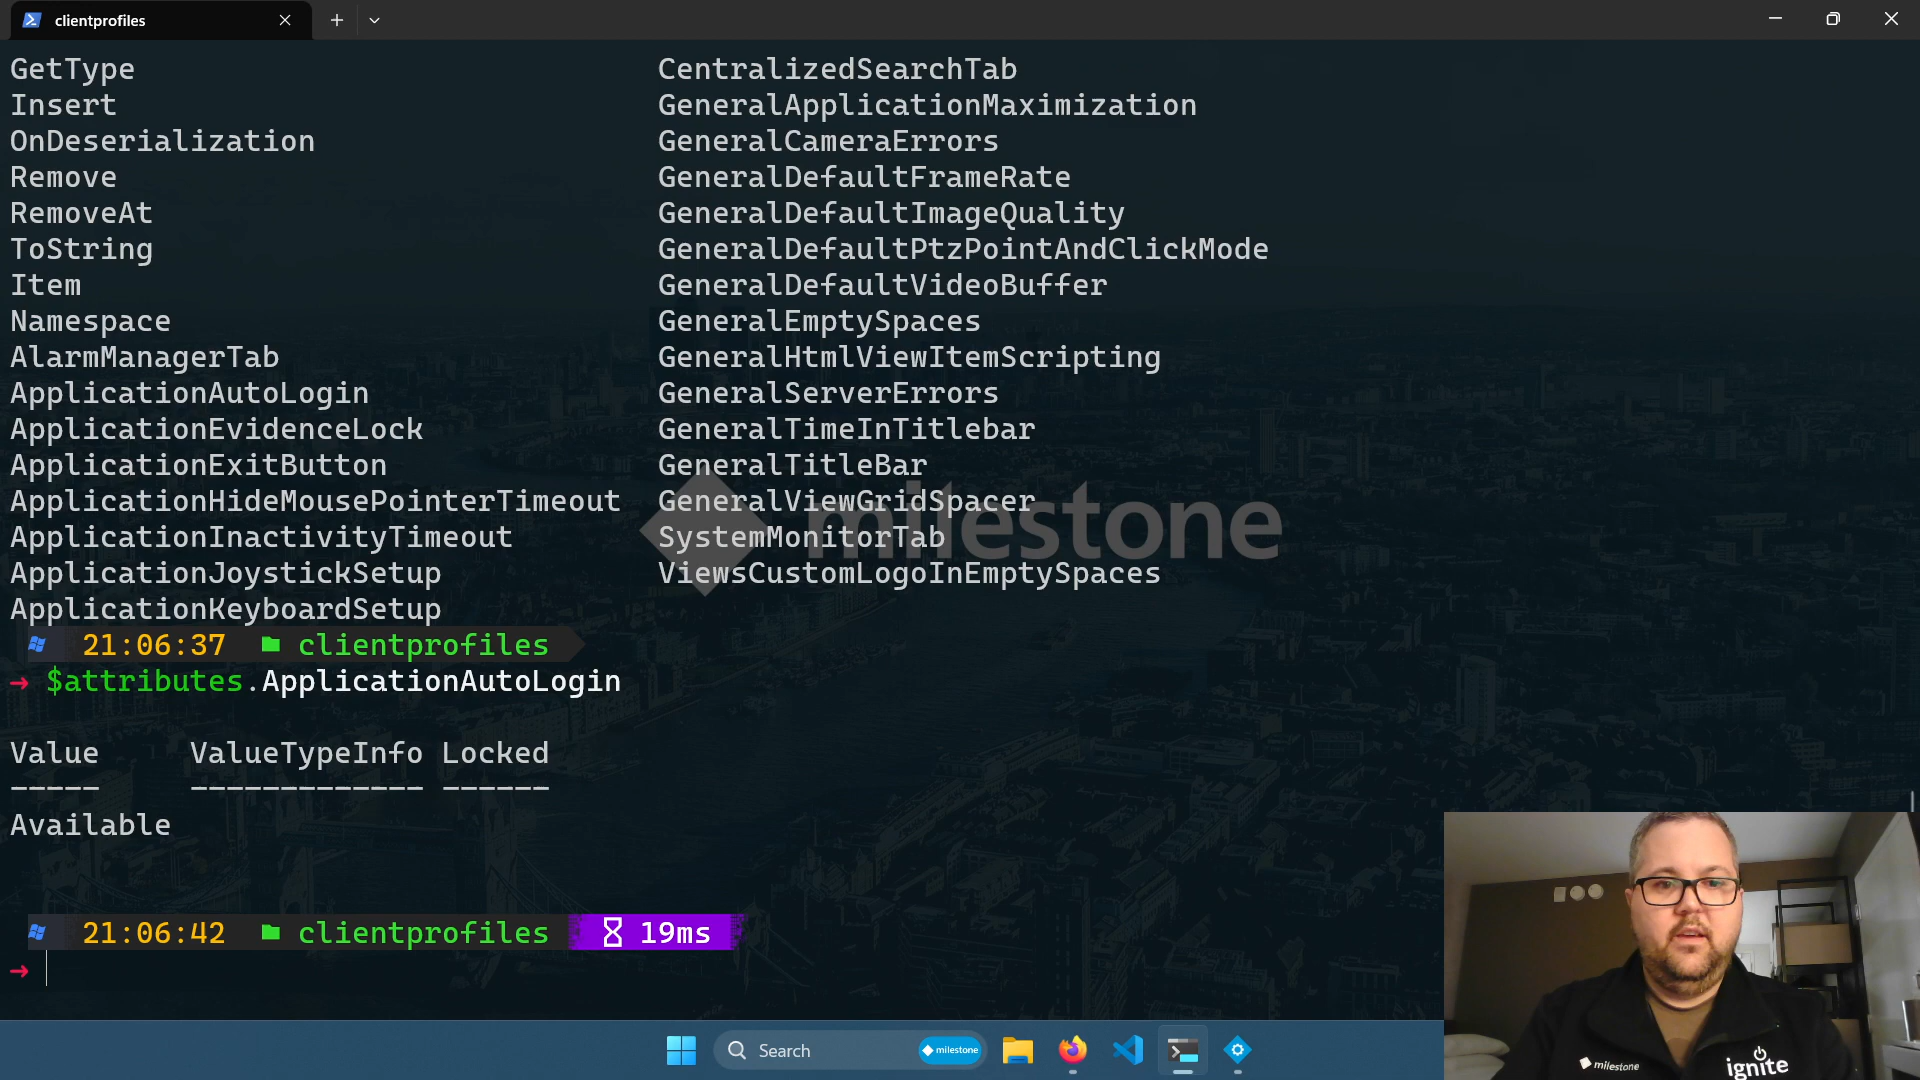 clientprofiles
GetType CentralizedSearchTab
Insert GeneralApplicationMaximization
OnDeserialization GeneralCameraErrors
Remove GeneralDefaultFrameRate
RemoveAt GeneralDefaultImageQuality
ToString GeneralDefaultPtzPointAndClickMode
Item GeneralDefaultVideoBuffer
Namespace GeneralEmptySpaces
AlarmManagerTab GeneralHtmlViewItemScripting
ApplicationAutoLogin GeneralServerErrors
ApplicationEvidenceLock GeneralTimeInTitlebar
ApplicationExitButton GeneralTitleBar
ApplicationHideMousePointerTimeout GeneralViewGridSpacer
ApplicationInactivityTimeout SystemMonitorTab
ApplicationJoystickSetup ViewsCustomLogoInEmptySpaces
ApplicationKeyboardSetup
milestone
21:06:37 clientprofiles
→ $attributes.ApplicationAutoLogin
Value ValueTypeInfo Locked
----- ------------- ------
Available
21:06:42 clientprofiles 19ms
→
Search milestone
milestone
ignite